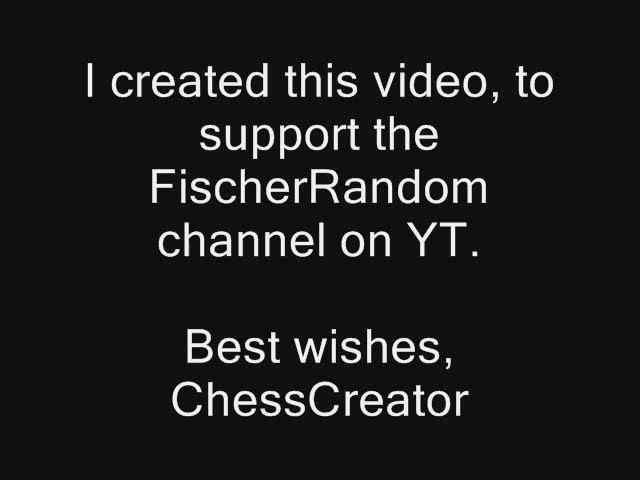 I created this video, to
support the
FischerRandom
channel on YT.
Best wishes,
ChessCreator